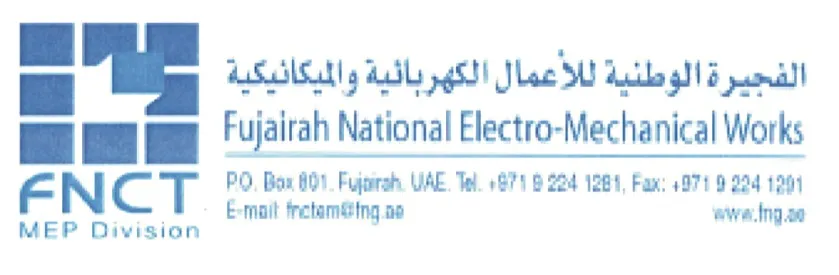 الفجيرة الوطنية للأعمال الكهربائية والميكانيكية
Fujairah National Electro-Mechanical Works
P.O. Box 801, Fujairah, UAE, Tel. +971 9 224 1281, Fax: +971 9 224 1291
E-mail: fnctem@fng.ae www.fng.ae
FNCT
MEP Division